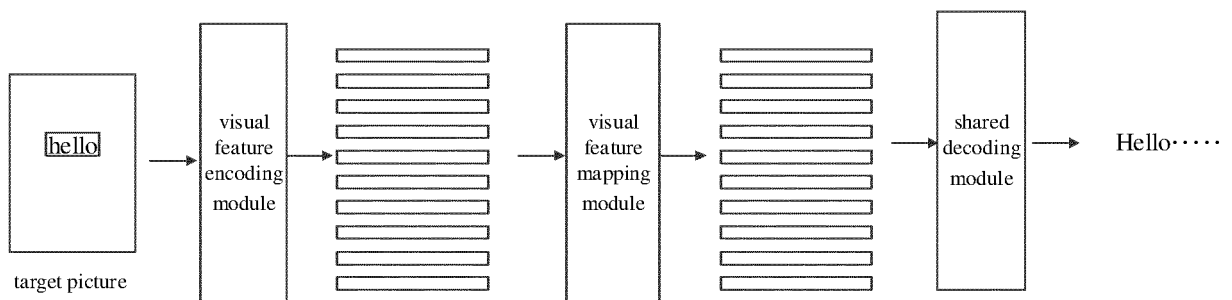 hello
target picture
visual
feature
encoding
module
visual
feature
mapping
module
shared
decoding
module
Hello·····